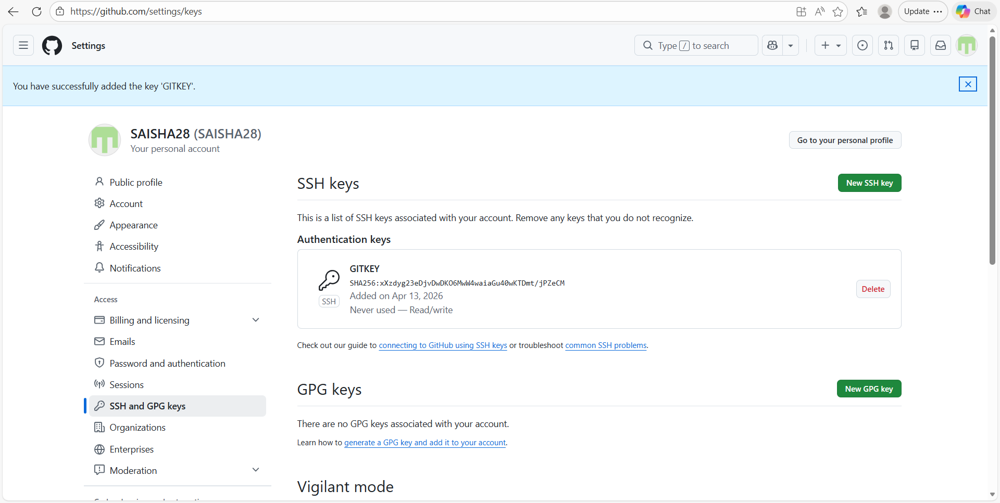 https://github.com/settings/keys
Update
Chat
Settings
Type / to search
You have successfully added the key 'GITKEY'.
SAISHA28 (SAISHA28)
Your personal account
Go to your personal profile
Public profile
Account
Appearance
Accessibility
Notifications
Access
Billing and licensing
Emails
Password and authentication
Sessions
SSH and GPG keys
Organizations
Enterprises
Moderation
SSH keys
New SSH key
This is a list of SSH keys associated with your account. Remove any keys that you do not recognize.
Authentication keys
GITKEY
SHA256:xXzdyg23eDjvDwDKO6MwW4waiaGu40wKTDmt/jPZeCM
Added on Apr 13, 2026
Never used — Read/write
SSH
Delete
Check out our guide to connecting to GitHub using SSH keys or troubleshoot common SSH problems.
GPG keys
New GPG key
There are no GPG keys associated with your account.
Learn how to generate a GPG key and add it to your account.
Vigilant mode